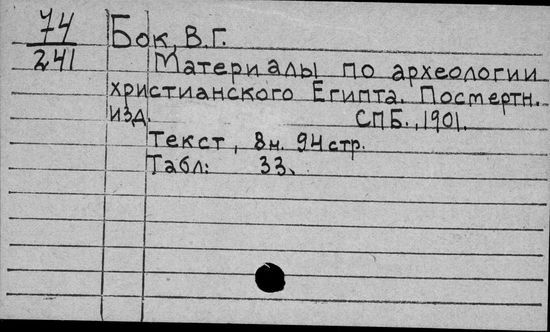 74
241
Бок, В.Г.
Материалы по археологии
христианского Египта. Посмертн.
изд. СПБ., 1901.
Текст, 8н. 94 стр.
Табл: 33.